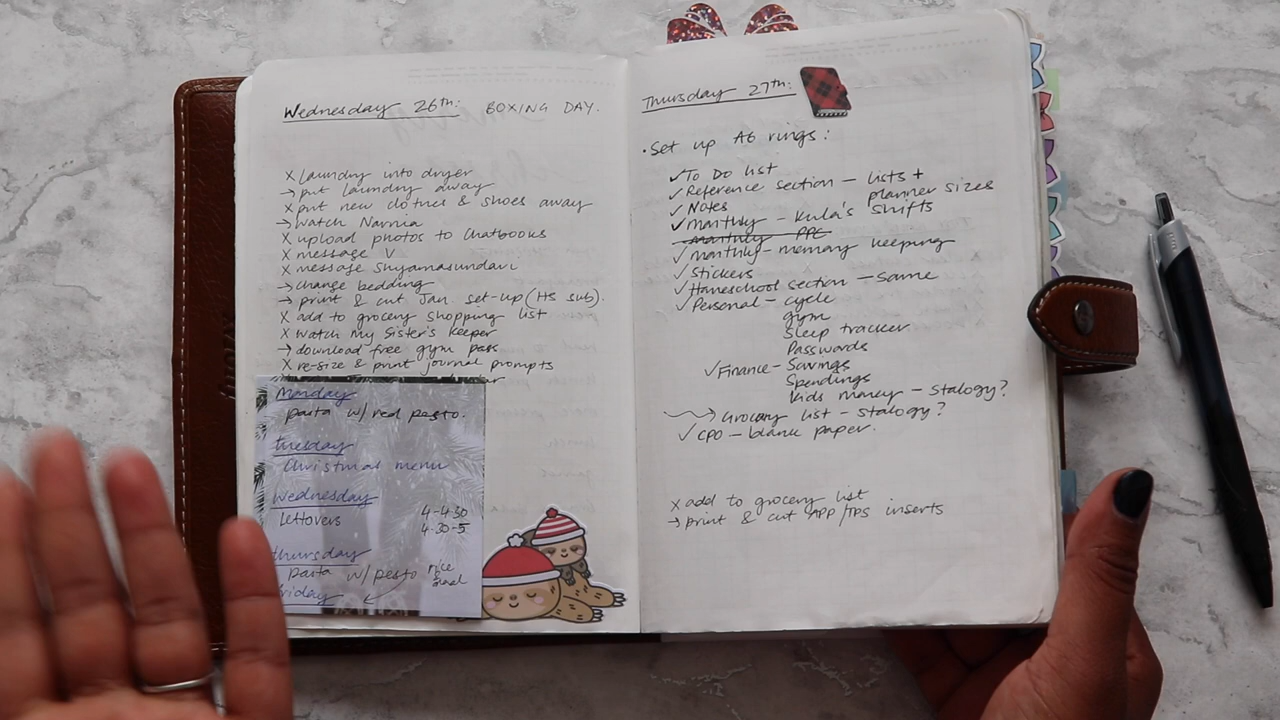 Wednesday 26th: BOXING DAY.
x Laundry into dryer
→ put laundry away
x put new clothes & shoes away
→ watch Narnia
x upload photos to Chatbooks
x message V
x message Shyamasundari
→ change bedding
→ print & cut Jan set-up (HS sub).
x add to grocery shopping list
x watch My Sister's Keeper
→ download free gym pass
x re-size & print journal prompts
Monday
pasta w/ red pesto.
Tuesday
Christmas menu
Wednesday
Leftovers 4-4-30
4-30-5
Thursday
pasta w/ pesto rice
Friday
Thursday 27th:
• Set up A6 rings:
✓ To Do list
✓ Reference section - lists +
planner sizes
✓ Notes
✓ monthly - Kula's shifts
monthly PPC
✓ monthly - memory keeping
✓ Stickers
✓ Homeschool section - same
✓ Personal - cycle
gym
Sleep tracker
Passwords
✓ Finance - Savings
Spendings
kids money - stalogy?
→ Grocery list - stalogy?
✓ CPO - blank paper.
x add to grocery list
→ print & cut APP/TPS inserts